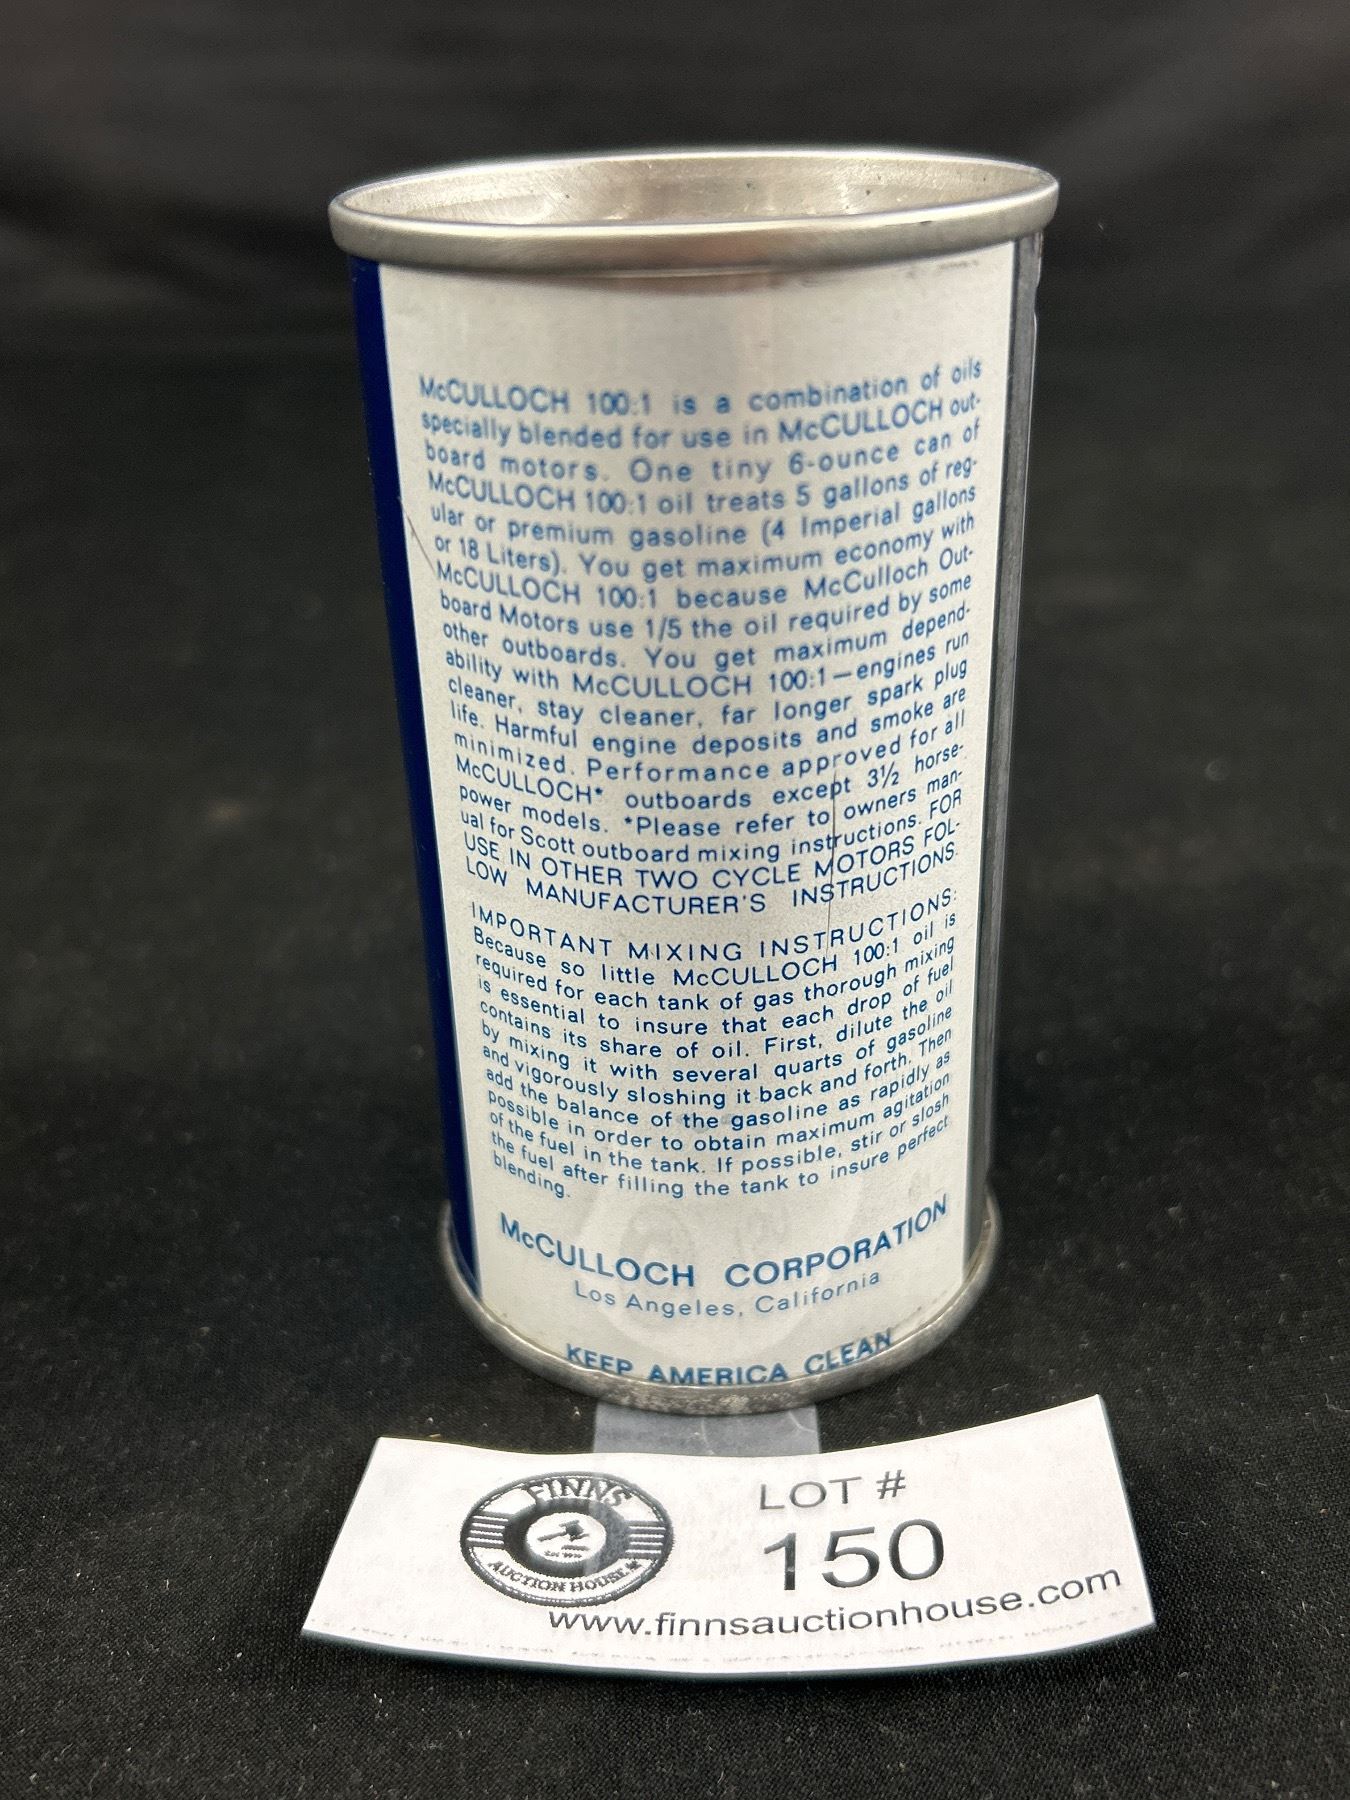 McCULLOCH 100:1 is a combination of oils
specially blended for use in McCULLOCH out-
board motors. One tiny 6-ounce can of
McCULLOCH 100:1 oil treats 5 gallons of reg-
ular or premium gasoline (4 Imperial gallons
or 18 Liters). You get maximum economy with
McCULLOCH 100:1 because McCulloch Out-
board Motors use 1/5 the oil required by some
other outboards. You get maximum depend-
ability with McCULLOCH 100:1—engines run
cleaner, stay cleaner, far longer spark plug
life. Harmful engine deposits and smoke are
minimized. Performance approved for all
McCULLOCH* outboards except 3½ horse-
power models. *Please refer to owners man-
ual for Scott outboard mixing instructions. FOR
USE IN OTHER TWO CYCLE MOTORS FOL-
LOW MANUFACTURER'S INSTRUCTIONS.
IMPORTANT MIXING INSTRUCTIONS:
Because so little McCULLOCH 100:1 oil is
required for each tank of gas thorough mixing
is essential to insure that each drop of fuel
contains its share of oil. First, dilute the oil
by mixing it with several quarts of gasoline
and vigorously sloshing it back and forth. Then
add the balance of the gasoline as rapidly as
possible in order to obtain maximum agitation
of the fuel in the tank. If possible, stir or slosh
the fuel after filling the tank to insure perfect
blending.
McCULLOCH CORPORATION
Los Angeles, California
KEEP AMERICA CLEAN
FINNS
AUCTION HOUSE
LOT #
150
www.finnsauctionhouse.com